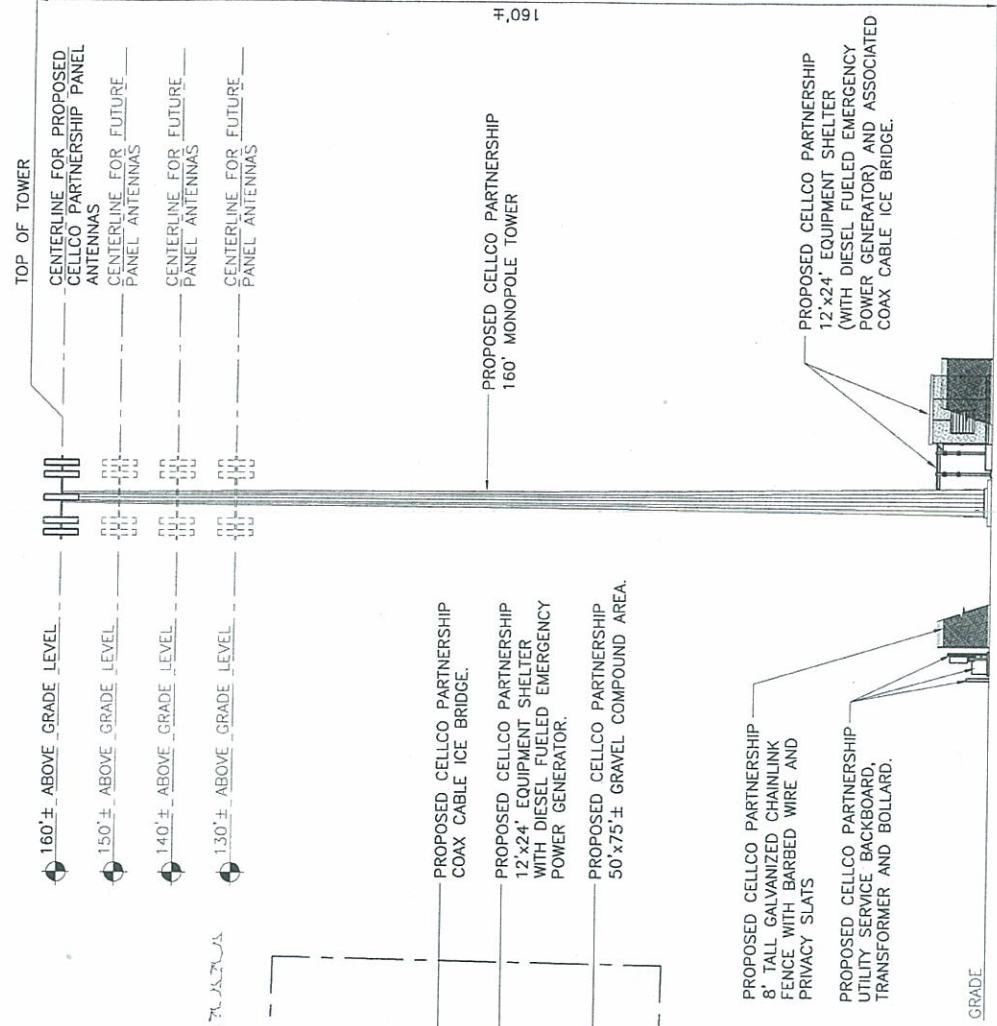 TOP OF TOWER
CENTERLINE FOR PROPOSED
CELLCO PARTNERSHIP PANEL
ANTENNAS
CENTERLINE FOR FUTURE
PANEL ANTENNAS
CENTERLINE FOR FUTURE
PANEL ANTENNAS
CENTERLINE FOR FUTURE
PANEL ANTENNAS
160'± ABOVE GRADE LEVEL
150'± ABOVE GRADE LEVEL
140'± ABOVE GRADE LEVEL
130'± ABOVE GRADE LEVEL
160'±
PROPOSED CELLCO PARTNERSHIP
160' MONOPOLE TOWER
PROPOSED CELLCO PARTNERSHIP
12'x24' EQUIPMENT SHELTER
(WITH DIESEL FUELED EMERGENCY
POWER GENERATOR) AND ASSOCIATED
COAX CABLE ICE BRIDGE.
PROPOSED CELLCO PARTNERSHIP
COAX CABLE ICE BRIDGE.
PROPOSED CELLCO PARTNERSHIP
12'x24' EQUIPMENT SHELTER
WITH DIESEL FUELED EMERGENCY
POWER GENERATOR.
PROPOSED CELLCO PARTNERSHIP
50'x75'± GRAVEL COMPOUND AREA.
PROPOSED CELLCO PARTNERSHIP
8' TALL GALVANIZED CHAINLINK
FENCE WITH BARBED WIRE AND
PRIVACY SLATS
PROPOSED CELLCO PARTNERSHIP
UTILITY SERVICE BACKBOARD,
TRANSFORMER AND BOLLARD.
GRADE